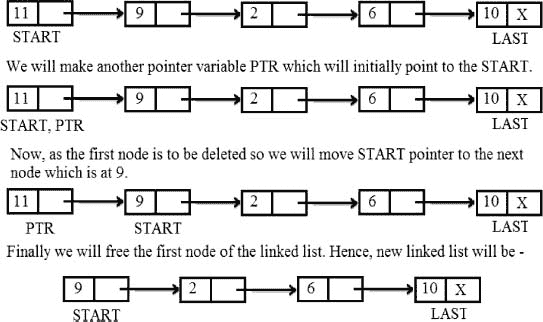 11 9 2 6 10 X
START LAST
We will make another pointer variable PTR which will initially point to the START.
11 9 2 6 10 X
START, PTR LAST
Now, as the first node is to be deleted so we will move START pointer to the next
node which is at 9.
11 9 2 6 10 X
PTR START LAST
Finally we will free the first node of the linked list. Hence, new linked list will be -
9 2 6 10 X
START LAST